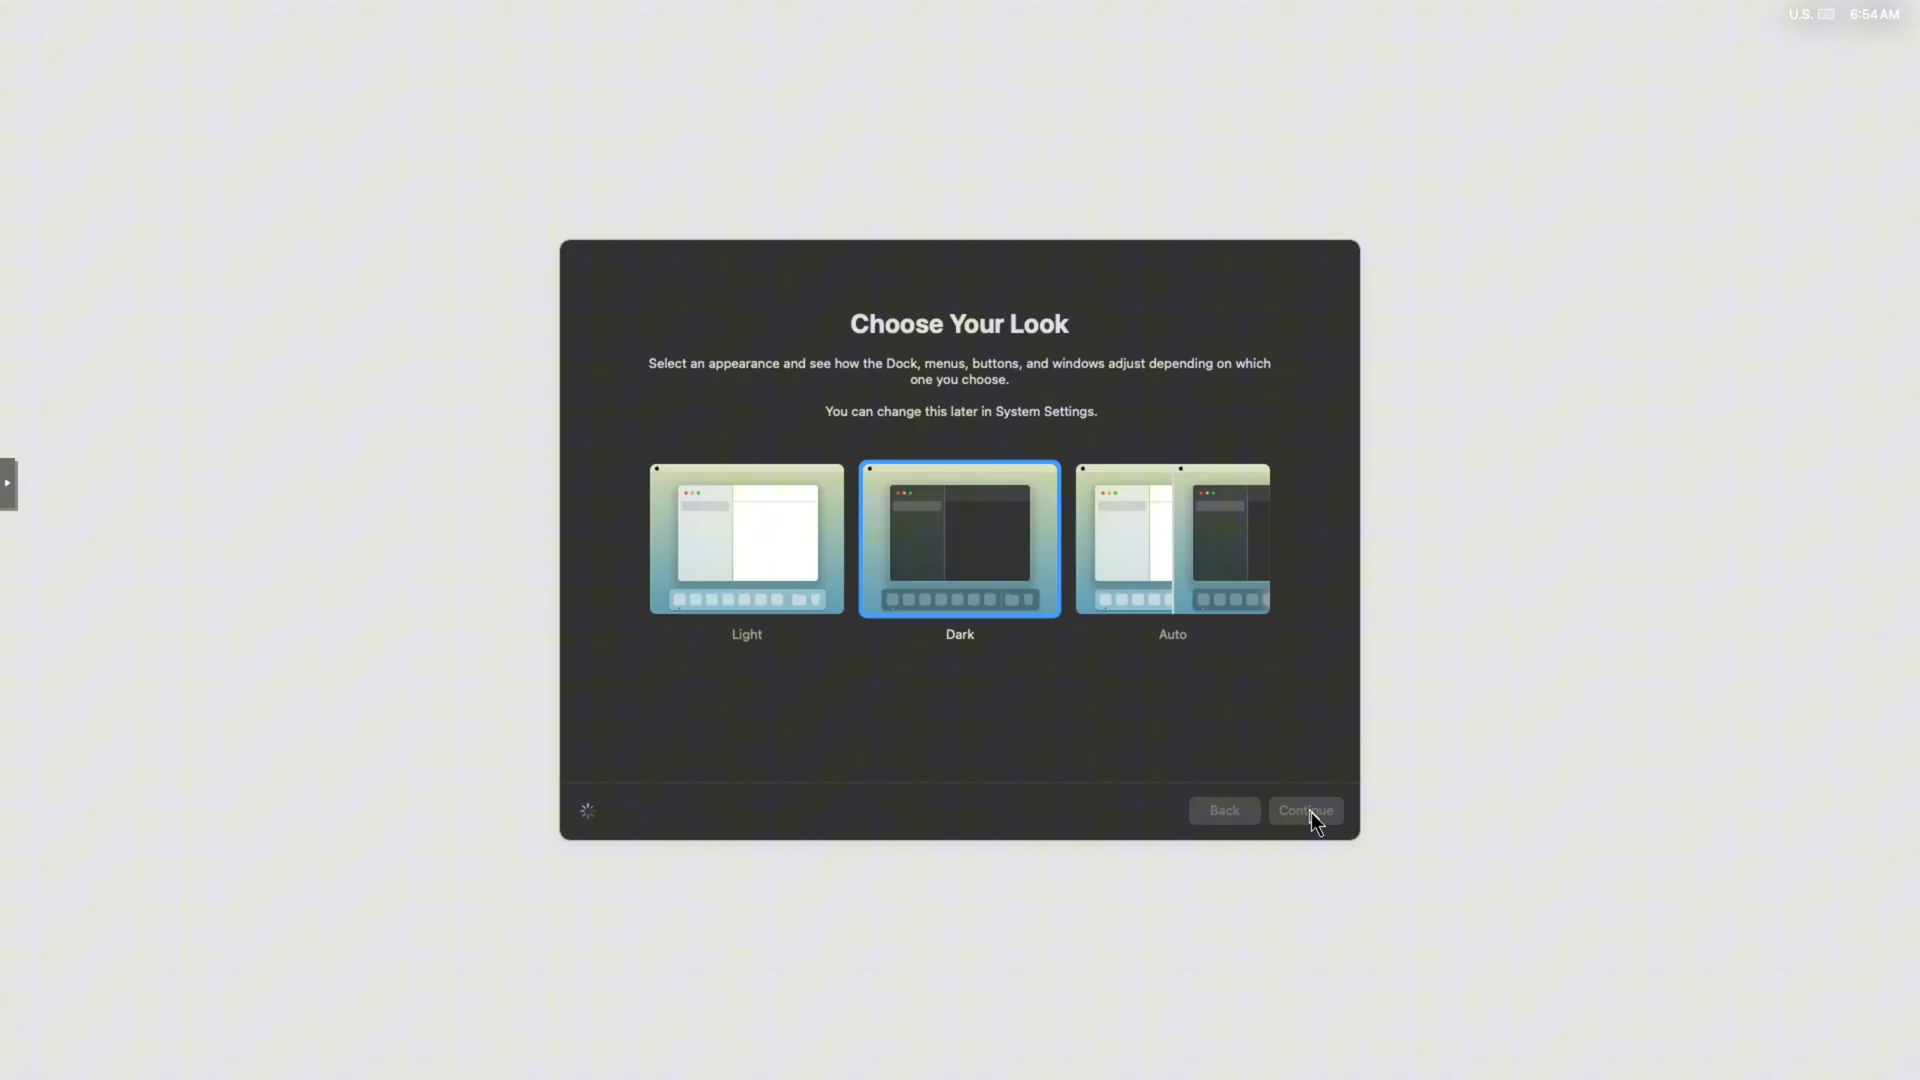 U.S. 6:54 AM
Choose Your Look
Select an appearance and see how the Dock, menus, buttons, and windows adjust depending on which
one you choose.
You can change this later in System Settings.
Light Dark Auto
Back Continue